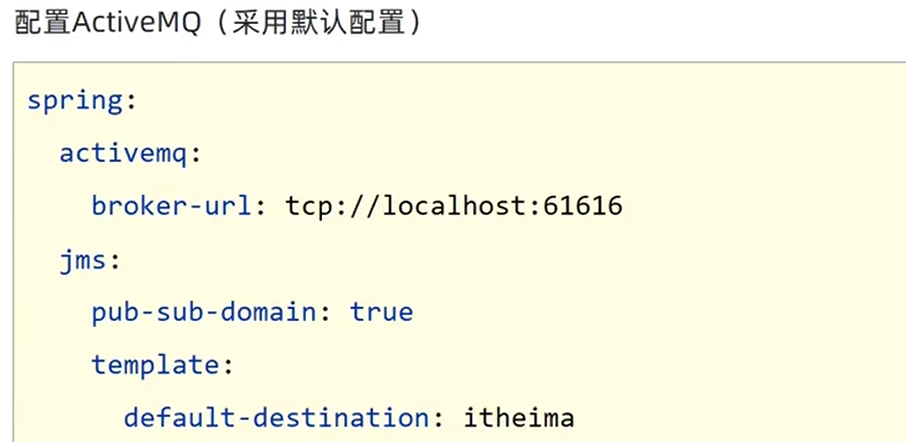 配置ActiveMQ（采用默认配置）
spring:
  activemq:
    broker-url: tcp://localhost:61616
  jms:
    pub-sub-domain: true
    template:
      default-destination: itheima